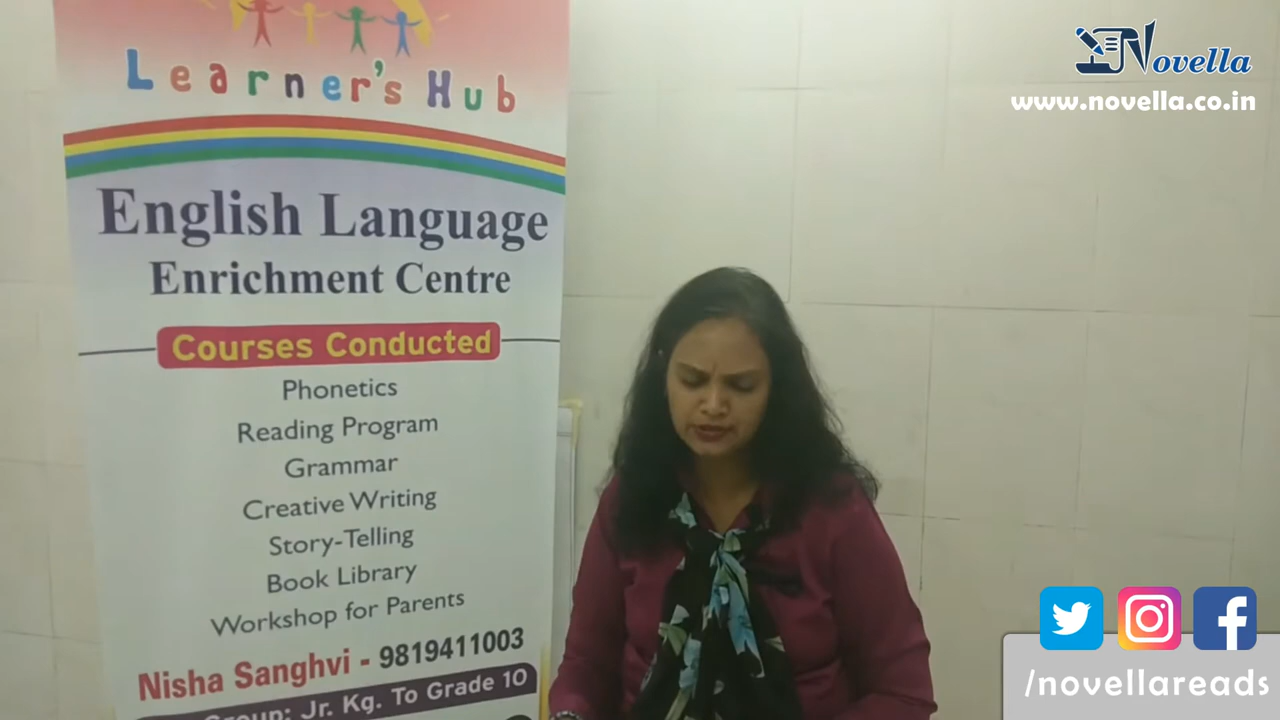 Learner's Hub
English Language
Enrichment Centre
Courses Conducted
Phonetics
Reading Program
Grammar
Creative Writing
Story-Telling
Book Library
Workshop for Parents
Nisha Sanghvi - 9819411003
Group: Jr. Kg. To Grade 10
Novella
www.novella.co.in
/novellareads